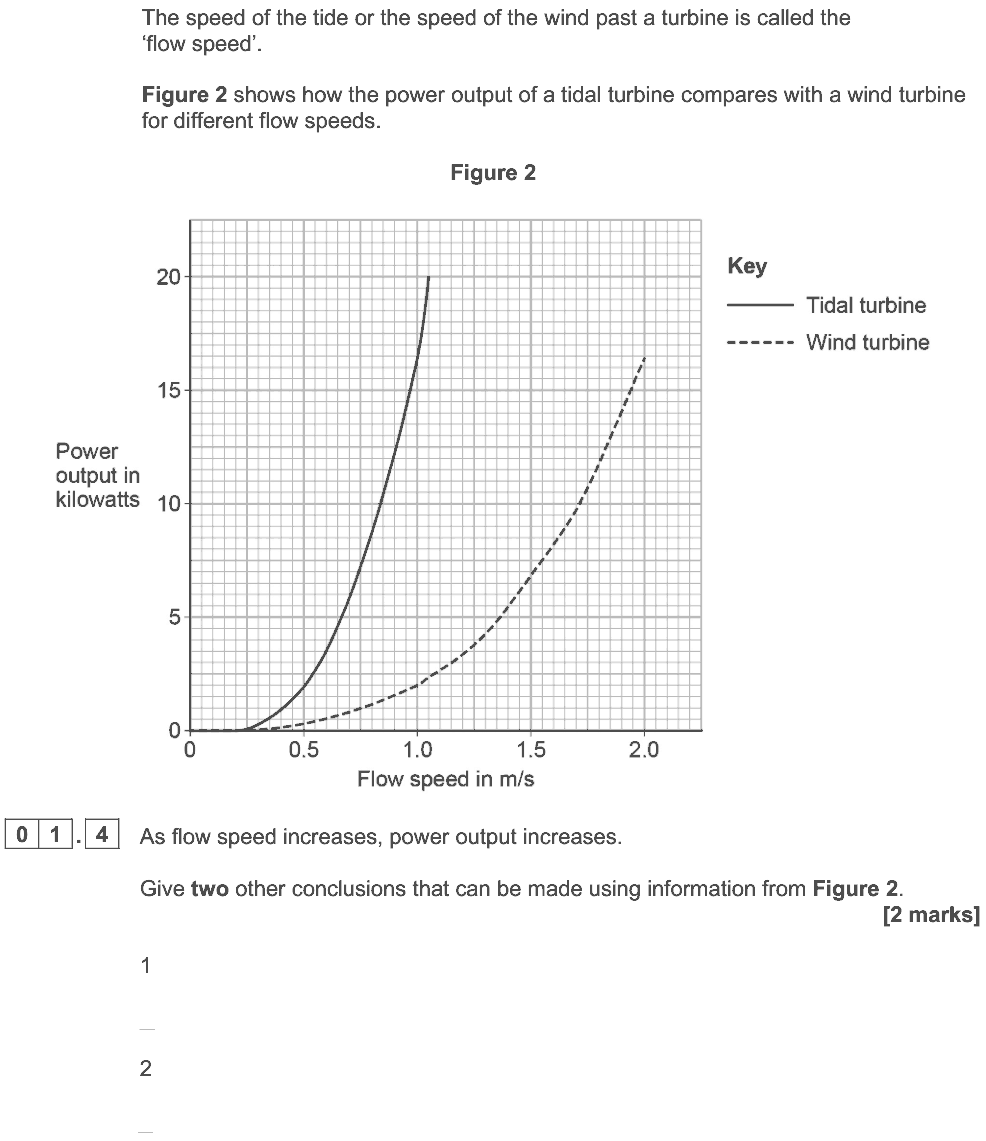 The speed of the tide or the speed of the wind past a turbine is called the
‘flow speed’.
Figure 2 shows how the power output of a tidal turbine compares with a wind turbine
for different flow speeds.
Figure 2
20
15
10
5
0
Power
output in
kilowatts
0 0.5 1.0 1.5 2.0
Flow speed in m/s
Key
Tidal turbine
Wind turbine
0 1 . 4 As flow speed increases, power output increases.
Give two other conclusions that can be made using information from Figure 2.
[2 marks]
1
2